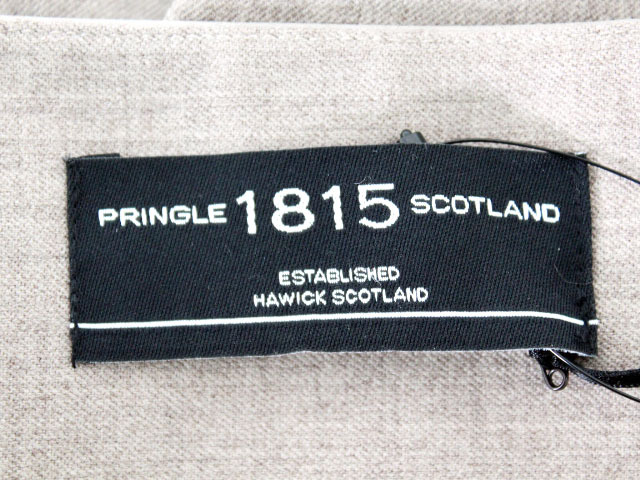 PRINGLE 1815 SCOTLAND
ESTABLISHED
HAWICK SCOTLAND